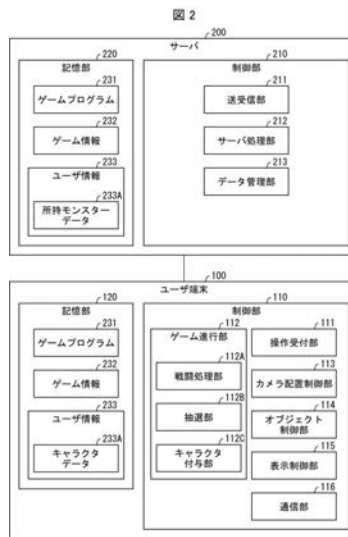 図 2
200
サーバ
220
記憶部
231
ゲームプログラム
232
ゲーム情報
233
ユーザ情報
233A
所持モンスター
データ
210
制御部
211
送受信部
212
サーバ処理部
213
データ管理部
100
ユーザ端末
120
記憶部
231
ゲームプログラム
232
ゲーム情報
233
ユーザ情報
233A
キャラクタ
データ
110
制御部
112
ゲーム進行部
112A
戦闘処理部
112B
抽選部
112C
キャラクタ
付与部
111
操作受付部
113
カメラ配置制御部
114
オブジェクト
制御部
115
表示制御部
116
通信部